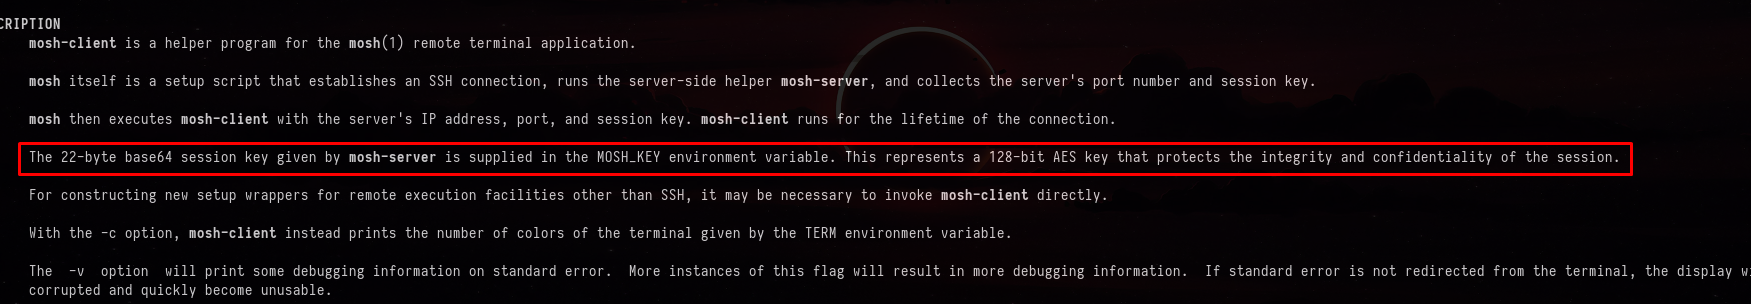 CRIPTION
mosh-client is a helper program for the mosh(1) remote terminal application.
mosh itself is a setup script that establishes an SSH connection, runs the server-side helper mosh-server, and collects the server's port number and session key.
mosh then executes mosh-client with the server's IP address, port, and session key. mosh-client runs for the lifetime of the connection.
The 22-byte base64 session key given by mosh-server is supplied in the MOSH_KEY environment variable. This represents a 128-bit AES key that protects the integrity and confidentiality of the session.
For constructing new setup wrappers for remote execution facilities other than SSH, it may be necessary to invoke mosh-client directly.
With the -c option, mosh-client instead prints the number of colors of the terminal given by the TERM environment variable.
The -v option will print some debugging information on standard error. More instances of this flag will result in more debugging information. If standard error is not redirected from the terminal, the display
corrupted and quickly become unusable.